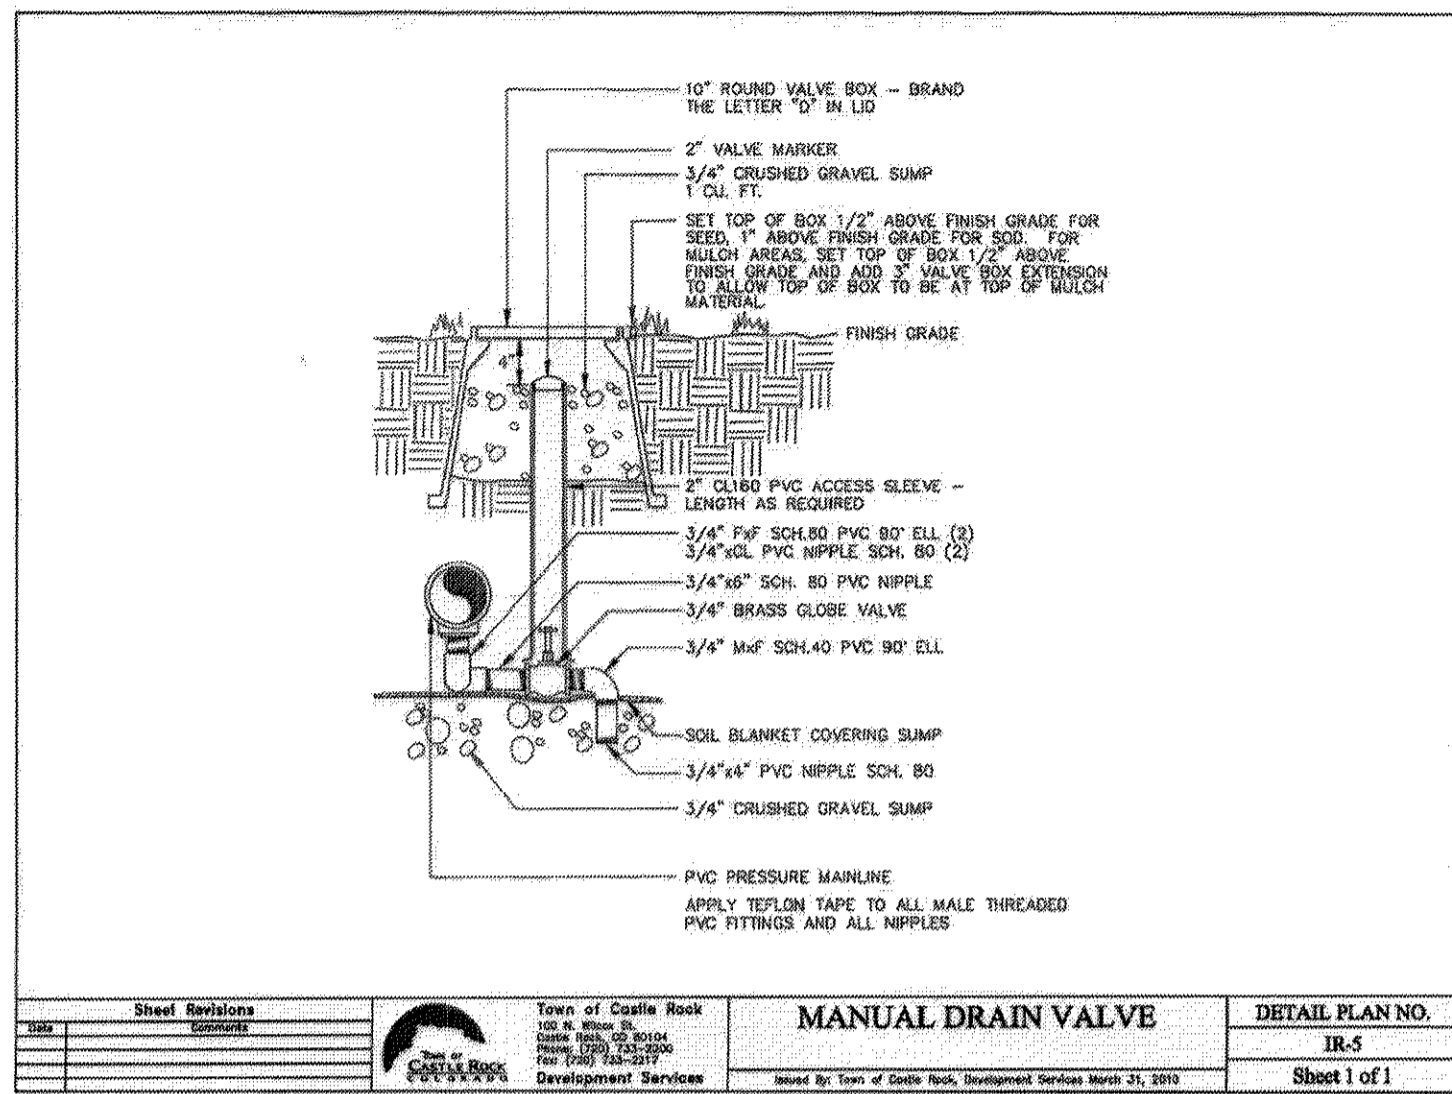 10" ROUND VALVE BOX - BRAND
THE LETTER "D" IN LID
2" VALVE MARKER
3/4" CRUSHED GRAVEL SUMP
1 CU. FT.
SET TOP OF BOX 1/2" ABOVE FINISH GRADE FOR
SEED, 1" ABOVE FINISH GRADE FOR SOD. FOR
MULCH AREAS, SET TOP OF BOX 1/2" ABOVE
FINISH GRADE AND ADD 3" VALVE BOX EXTENSION
TO ALLOW TOP OF BOX TO BE AT TOP OF MULCH
MATERIAL.
FINISH GRADE
4"
2" CL160 PVC ACCESS SLEEVE -
LENGTH AS REQUIRED
3/4" FxF SCH.80 PVC 90° ELL (2)
3/4"xCL PVC NIPPLE SCH. 80 (2)
3/4"x6" SCH. 80 PVC NIPPLE
3/4" BRASS GLOBE VALVE
3/4" MxF SCH.40 PVC 90° ELL
SOIL BLANKET COVERING SUMP
3/4"x4" PVC NIPPLE SCH. 80
3/4" CRUSHED GRAVEL SUMP
PVC PRESSURE MAINLINE
APPLY TEFLON TAPE TO ALL MALE THREADED
PVC FITTINGS AND ALL NIPPLES
Sheet Revisions
Date Comments
TOWN OF
CASTLE ROCK
COLORADO
Town of Castle Rock
100 N. Wilcox St.
Castle Rock, CO 80104
Phone: (720) 733-2200
Fax: (720) 733-2217
Development Services
MANUAL DRAIN VALVE
Issued By: Town of Castle Rock, Development Services March 31, 2010
DETAIL PLAN NO.
IR-5
Sheet 1 of 1